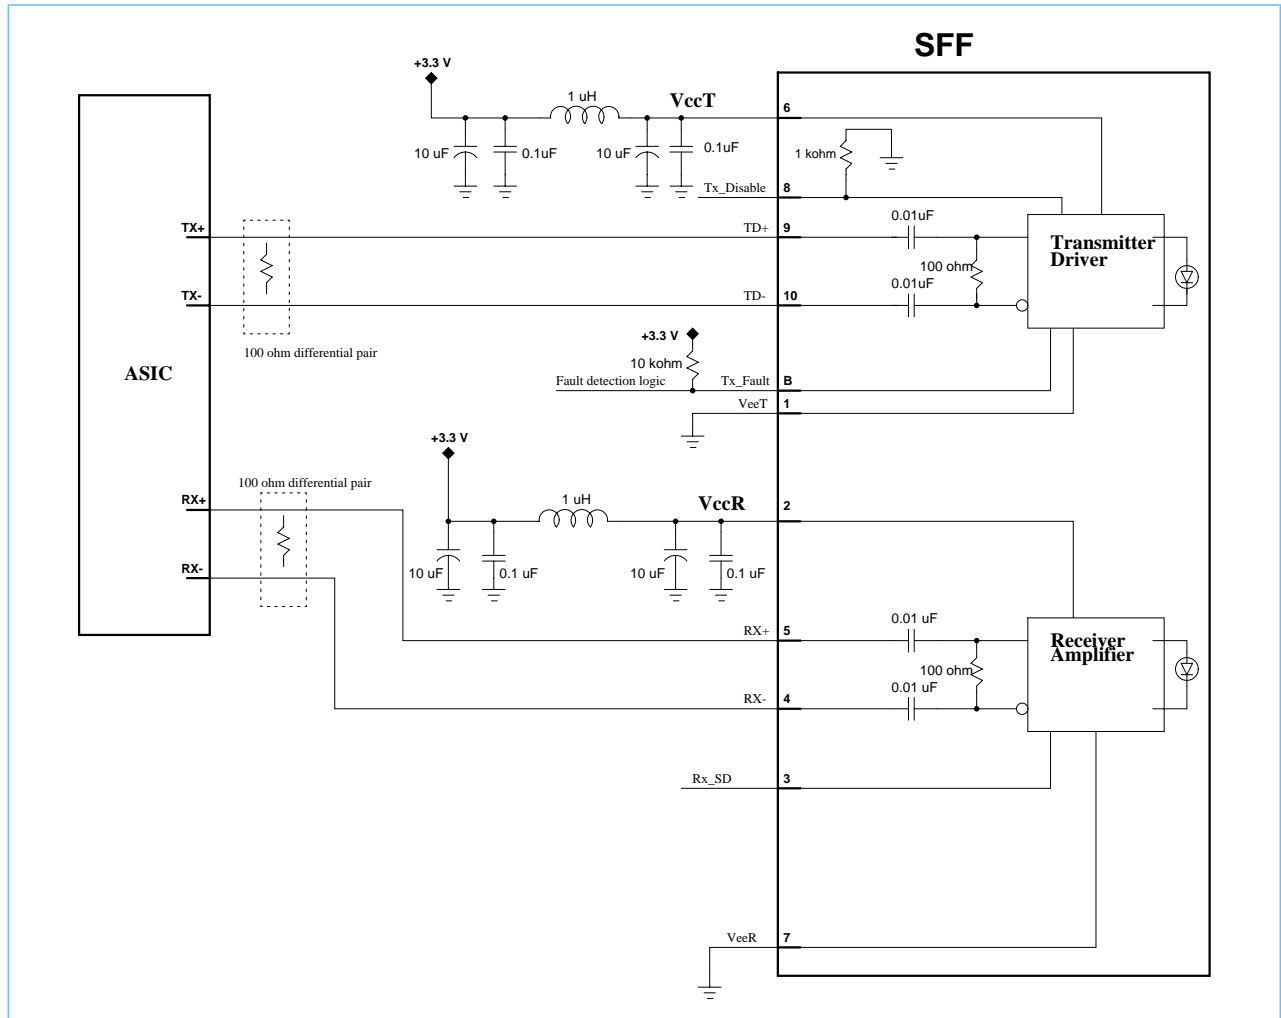 SFF
+3.3 V
1 uH
VccT
6
10 uF
0.1uF
10 uF
0.1uF
1 kohm
Tx_Disable
8
TX+
TD+
9
0.01uF
Transmitter
Driver
100 ohm
0.01uF
TX-
TD-
10
100 ohm differential pair
+3.3 V
10 kohm
ASIC
Fault detection logic
Tx_Fault
B
VeeT
1
+3.3 V
100 ohm differential pair
RX+
1 uH
VccR
2
RX-
10 uF
0.1 uF
10 uF
0.1 uF
RX+
5
0.01 uF
Receiver
Amplifier
100 ohm
0.01 uF
RX-
4
Rx_SD
3
VeeR
7